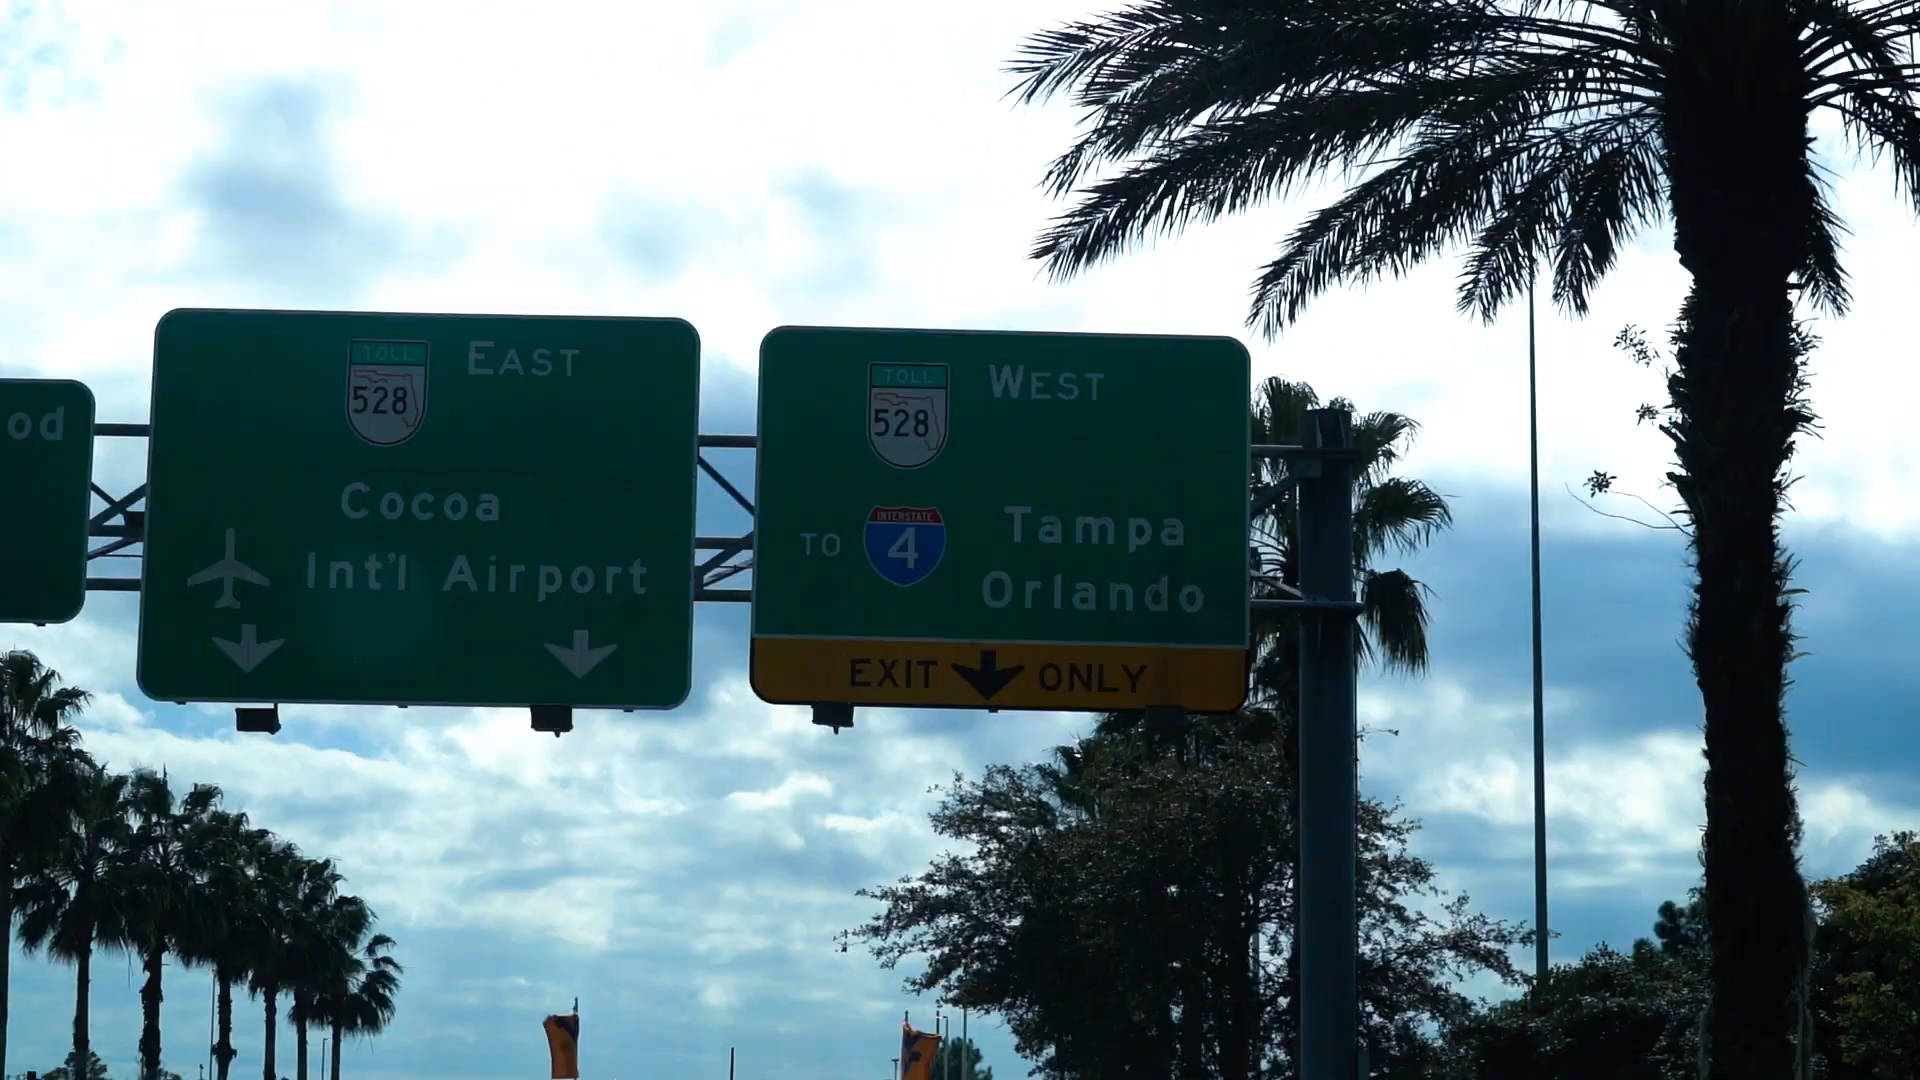 od
TOLL
528
EAST
Cocoa
Int'l Airport
TOLL
528
WEST
TO
INTERSTATE
4
Tampa
Orlando
EXIT ONLY